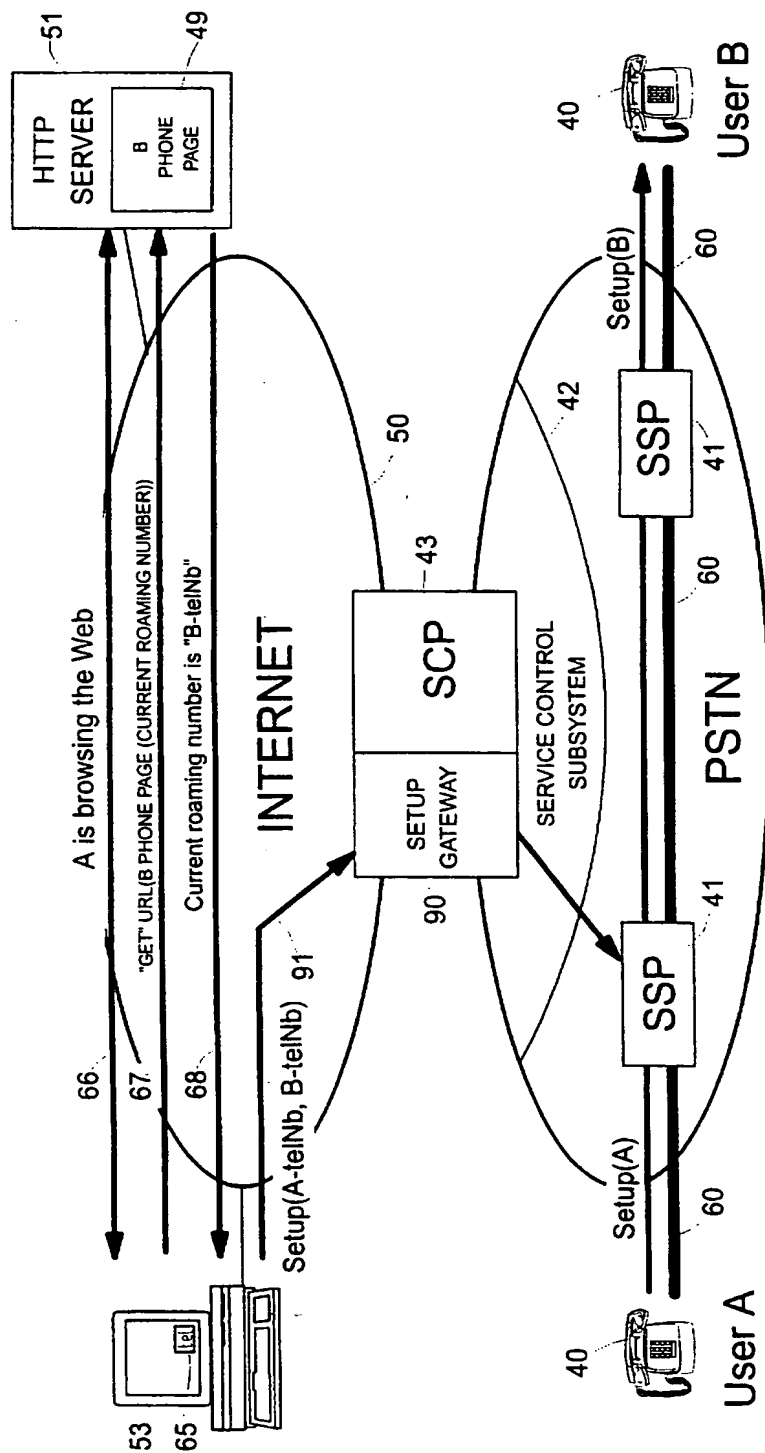 HTTP
SERVER
51
B
PHONE
PAGE
49
A is browsing the Web
66
"GET" URL(B PHONE PAGE (CURRENT ROAMING NUMBER))
67
Current roaming number is "B-telNb"
68
53
65
tel
Setup(A-telNb, B-telNb)
91
INTERNET
50
SETUP
GATEWAY
90
SCP
43
SERVICE CONTROL
SUBSYSTEM
42
Setup(A)
SSP
41
60
SSP
41
Setup(B)
60
60
PSTN
40
User A
40
User B